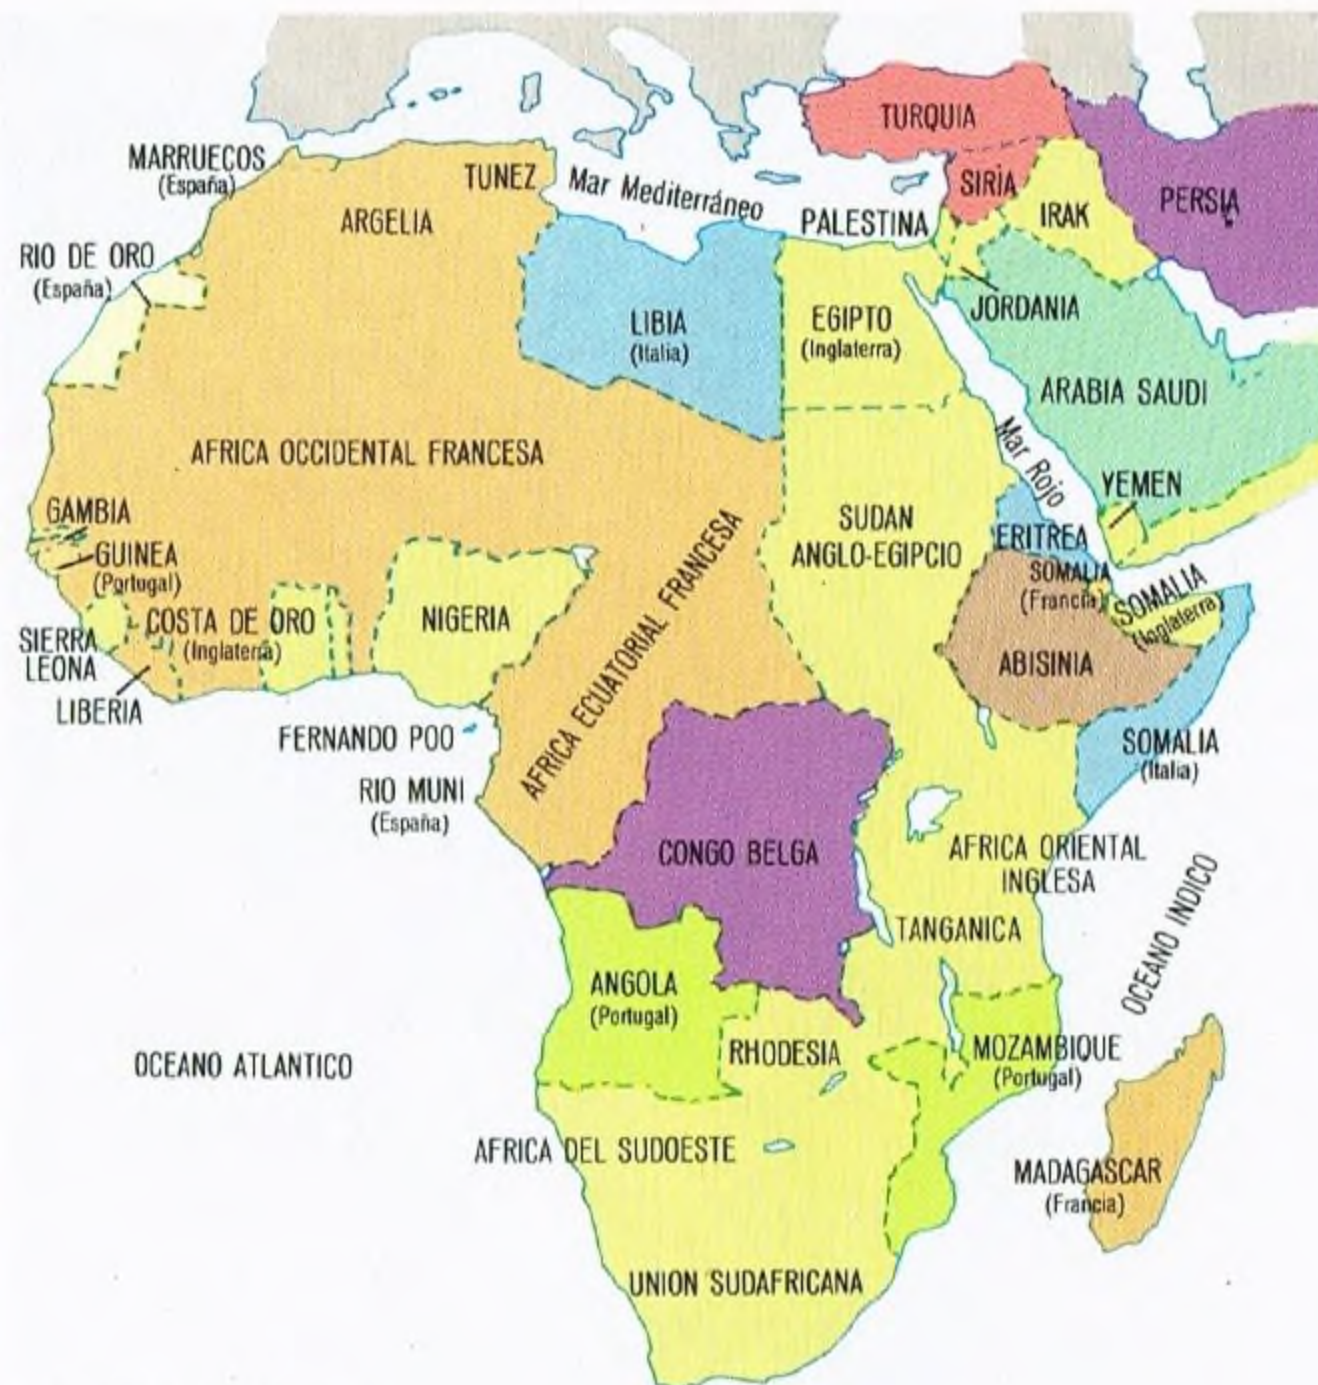 TURQUIA
MARRUECOS
(España)
TUNEZ
Mar Mediterráneo
SIRIA
PERSIA
ARGELIA
PALESTINA
IRAK
RIO DE ORO
(España)
JORDANIA
LIBIA
(Italia)
EGIPTO
(Inglaterra)
ARABIA SAUDI
Mar Rojo
AFRICA OCCIDENTAL FRANCESA
YEMEN
GAMBIA
GUINEA
(Portugal)
SUDAN
ANGLO-EGIPCIO
ERITREA
SOMALIA
(Francia)
SOMALIA
(Inglaterra)
COSTA DE ORO
(Inglaterra)
NIGERIA
SIERRA
LEONA
AFRICA ECUATORIAL FRANCESA
ABISINIA
LIBERIA
FERNANDO POO
SOMALIA
(Italia)
RIO MUNI
(España)
CONGO BELGA
AFRICA ORIENTAL
INGLESA
TANGANICA
OCEANO INDICO
ANGOLA
(Portugal)
RHODESIA
MOZAMBIQUE
(Portugal)
OCEANO ATLANTICO
AFRICA DEL SUDOESTE
MADAGASCAR
(Francia)
UNION SUDAFRICANA